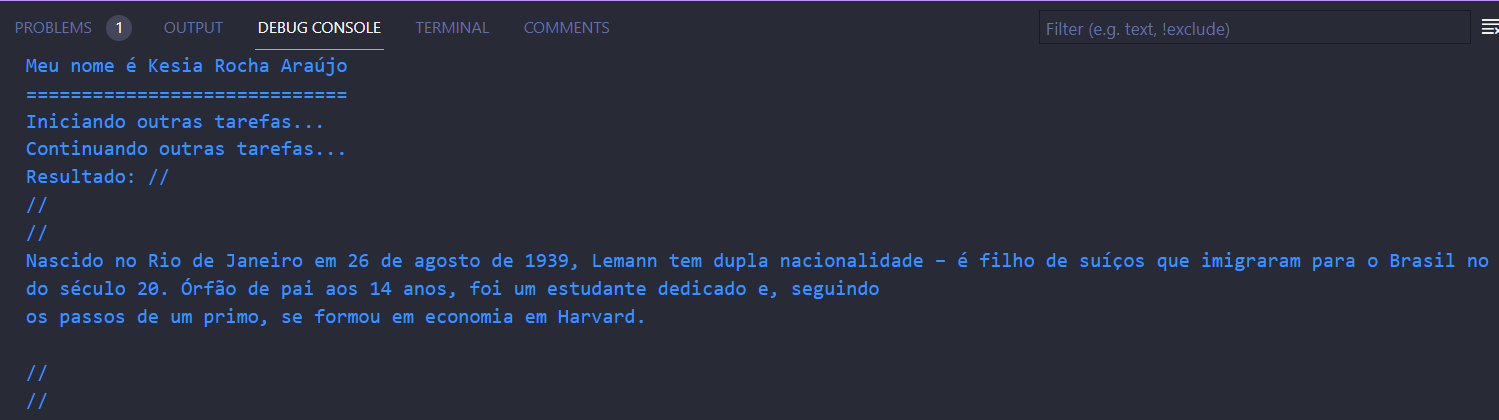 PROBLEMS 1 OUTPUT DEBUG CONSOLE TERMINAL COMMENTS Filter (e.g. text, !exclude)
Meu nome é Kesia Rocha Araújo
=============================
Iniciando outras tarefas...
Continuando outras tarefas...
Resultado: //
//
//
Nascido no Rio de Janeiro em 26 de agosto de 1939, Lemann tem dupla nacionalidade – é filho de suíços que imigraram para o Brasil no
do século 20. Órfão de pai aos 14 anos, foi um estudante dedicado e, seguindo
os passos de um primo, se formou em economia em Harvard.
//
//